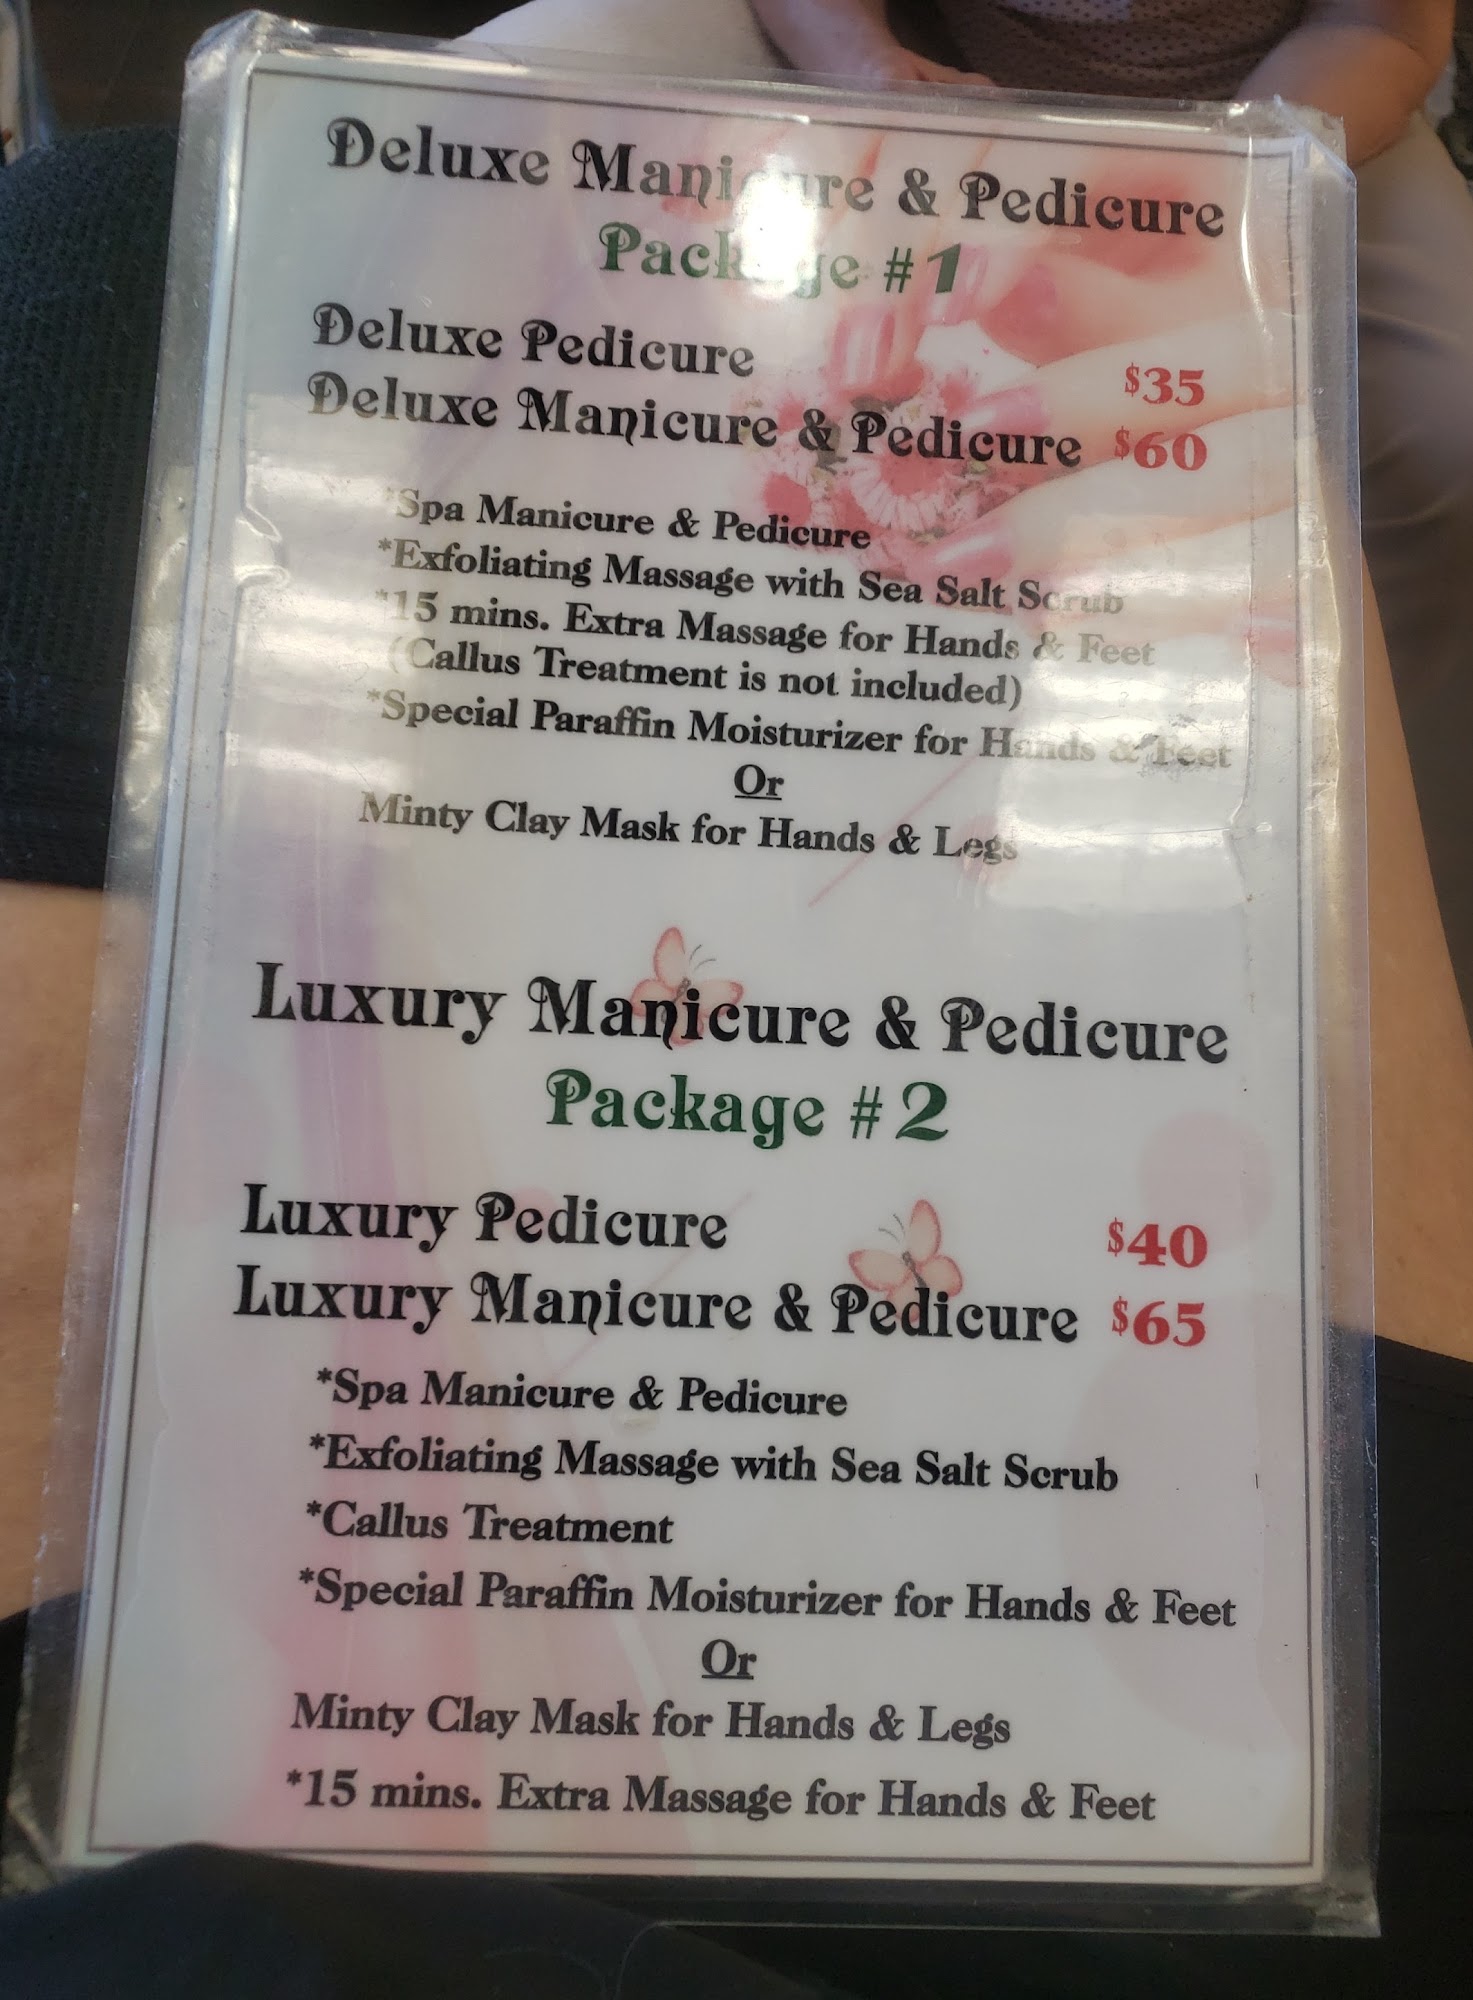 Deluxe Manicure & Pedicure
Package #1
Deluxe Pedicure $35
Deluxe Manicure & Pedicure $60
*Spa Manicure & Pedicure
*Exfoliating Massage with Sea Salt Scrub
*15 mins. Extra Massage for Hands & Feet
(Callus Treatment is not included)
*Special Paraffin Moisturizer for Hands & Feet
Or
Minty Clay Mask for Hands & Legs
Luxury Manicure & Pedicure
Package #2
Luxury Pedicure $40
Luxury Manicure & Pedicure $65
*Spa Manicure & Pedicure
*Exfoliating Massage with Sea Salt Scrub
*Callus Treatment
*Special Paraffin Moisturizer for Hands & Feet
Or
Minty Clay Mask for Hands & Legs
*15 mins. Extra Massage for Hands & Feet